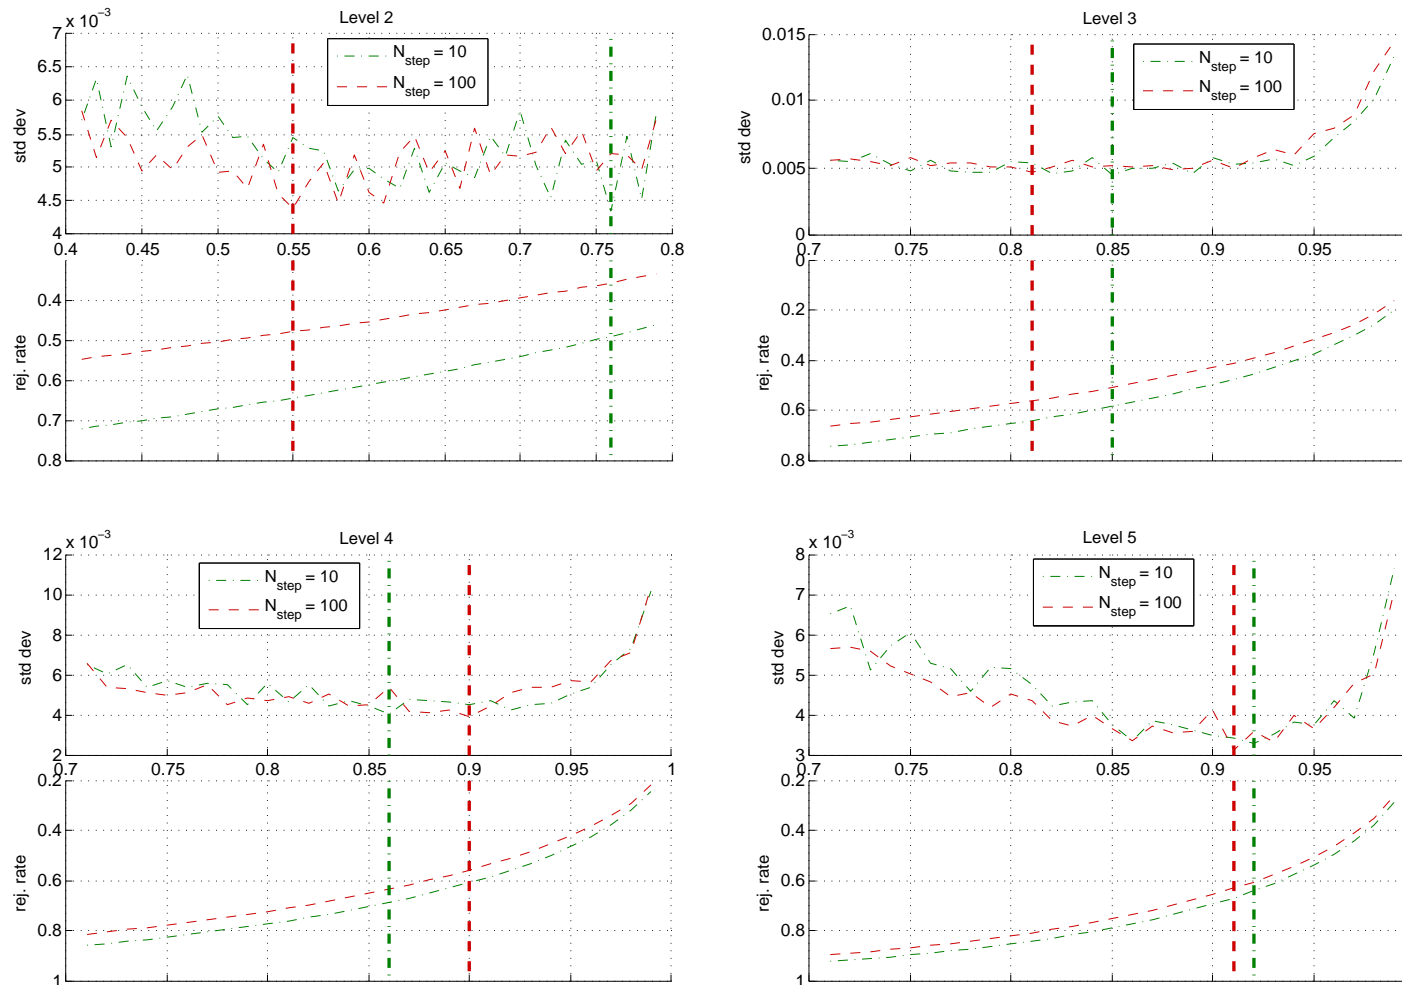 x 10−3
Level 2
7
6.5
6
5.5
5
4.5
4
std dev
Nstep = 10
Nstep = 100
0.4 0.45 0.5 0.55 0.6 0.65 0.7 0.75 0.8
0.4
0.5
0.6
0.7
0.8
rej. rate
Level 3
0.015
0.01
0.005
0
std dev
Nstep = 10
Nstep = 100
0.7 0.75 0.8 0.85 0.9 0.95
0
0.2
0.4
0.6
0.8
rej. rate
x 10−3
Level 4
12
10
8
6
4
2
std dev
Nstep = 10
Nstep = 100
0.7 0.75 0.8 0.85 0.9 0.95 1
0.2
0.4
0.6
0.8
1
rej. rate
x 10−3
Level 5
8
7
6
5
4
3
std dev
Nstep = 10
Nstep = 100
0.7 0.75 0.8 0.85 0.9 0.95
0.2
0.4
0.6
0.8
1
rej. rate